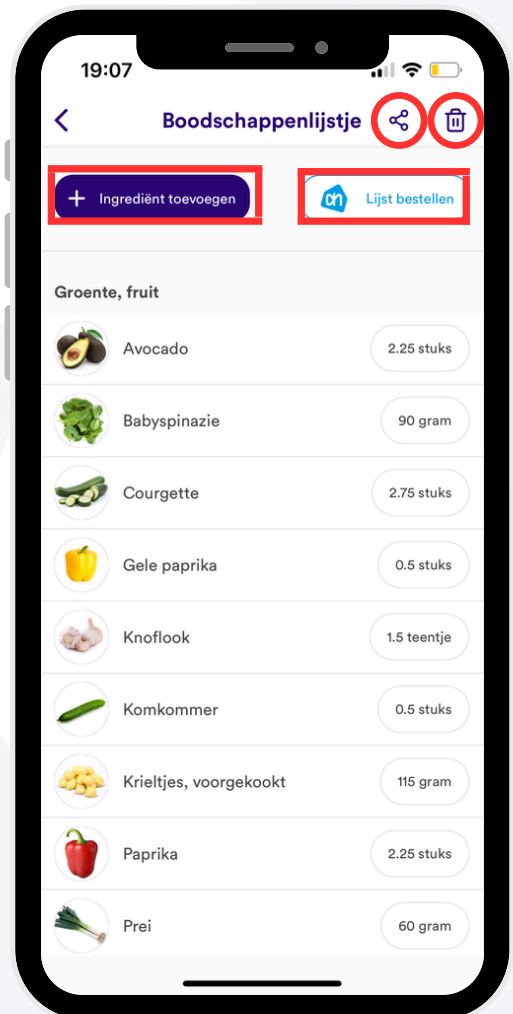 19:07
Boodschappenlijstje
Ingrediënt toevoegen
Lijst bestellen
Groente, fruit
Avocado 2.25 stuks
Babyspinazie 90 gram
Courgette 2.75 stuks
Gele paprika 0.5 stuks
Knoflook 1.5 teentje
Komkommer 0.5 stuks
Krieltjes, voorgekookt 115 gram
Paprika 2.25 stuks
Prei 60 gram